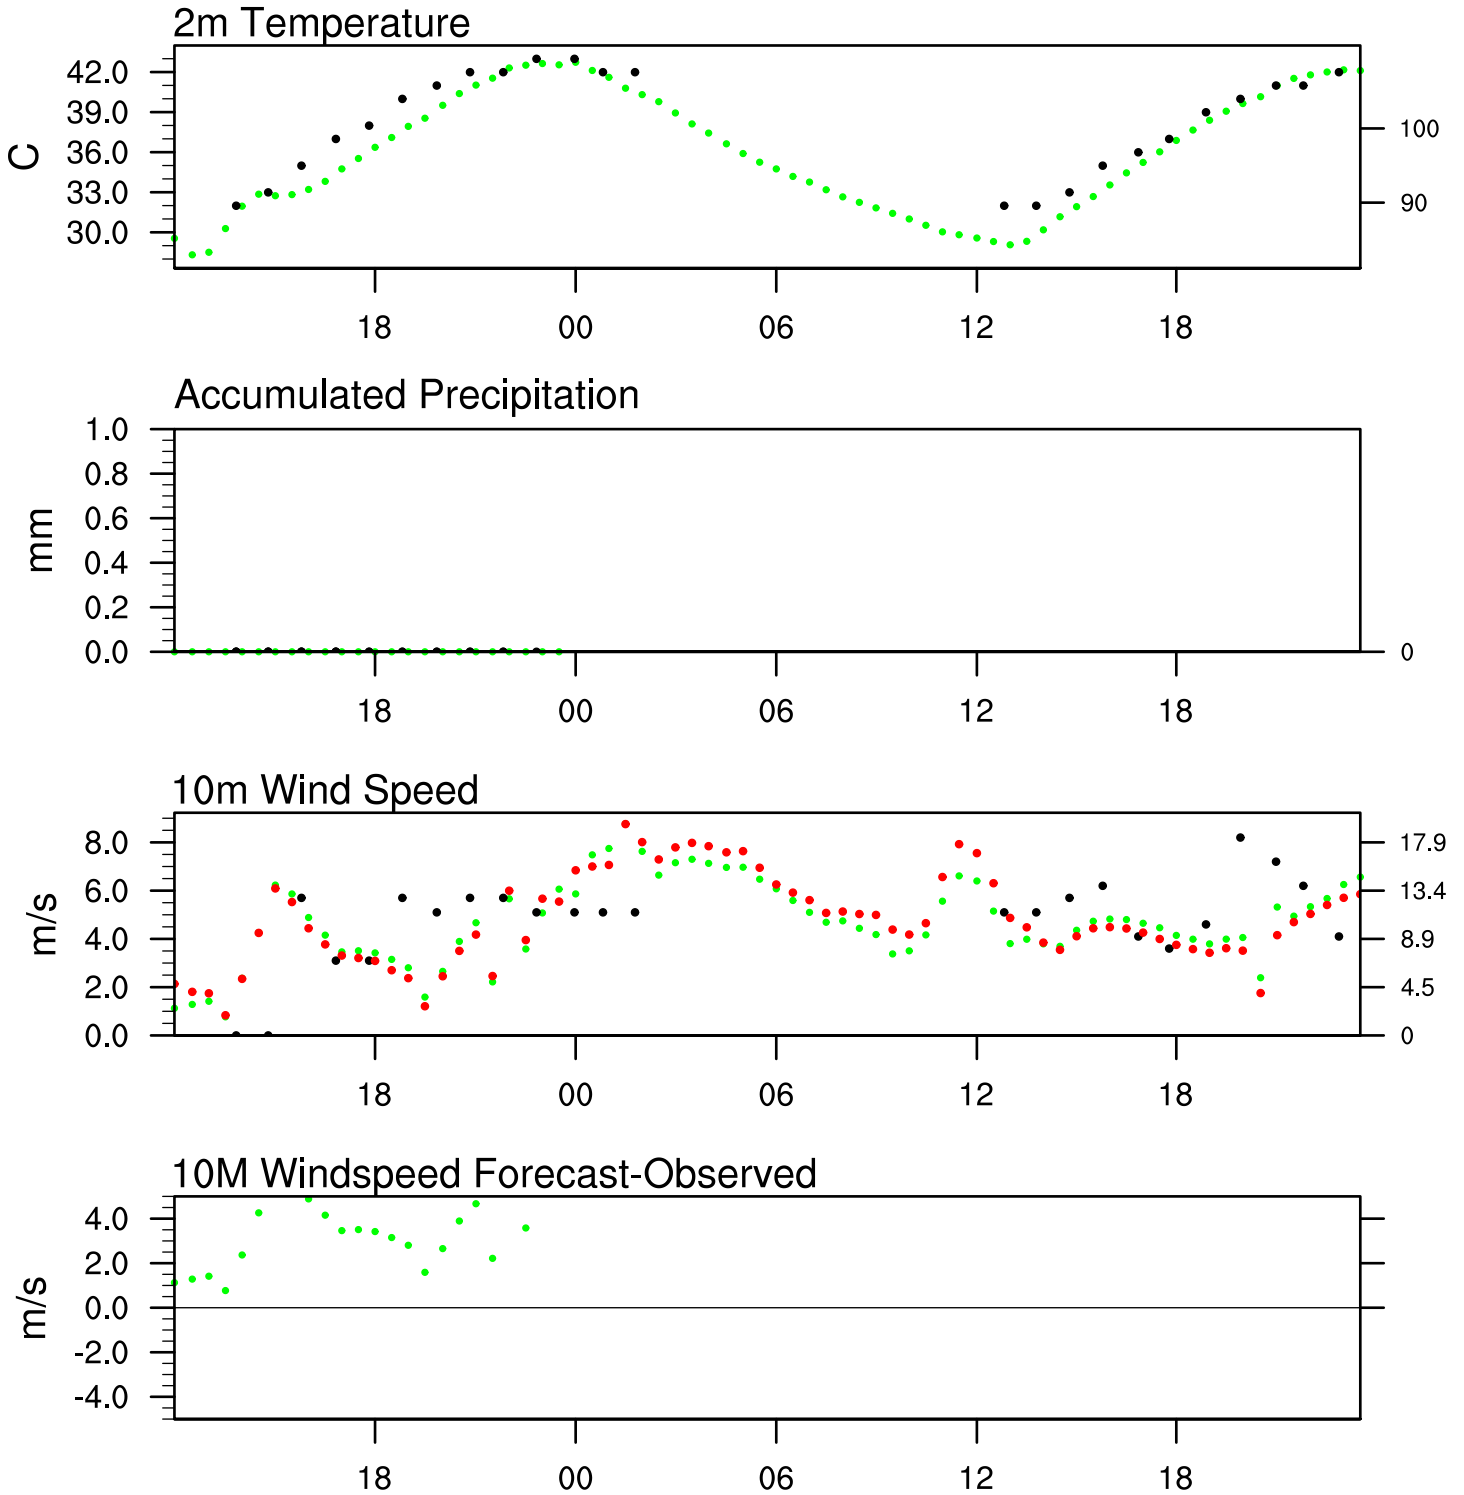 2m Temperature
42.0
39.0
36.0
33.0
30.0
C
100
90
18 00 06 12 18
Accumulated Precipitation
1.0
0.8
0.6
0.4
0.2
0.0
mm
0
18 00 06 12 18
10m Wind Speed
8.0
6.0
4.0
2.0
0.0
m/s
17.9
13.4
8.9
4.5
0
18 00 06 12 18
10M Windspeed Forecast-Observed
4.0
2.0
0.0
-2.0
-4.0
m/s
18 00 06 12 18